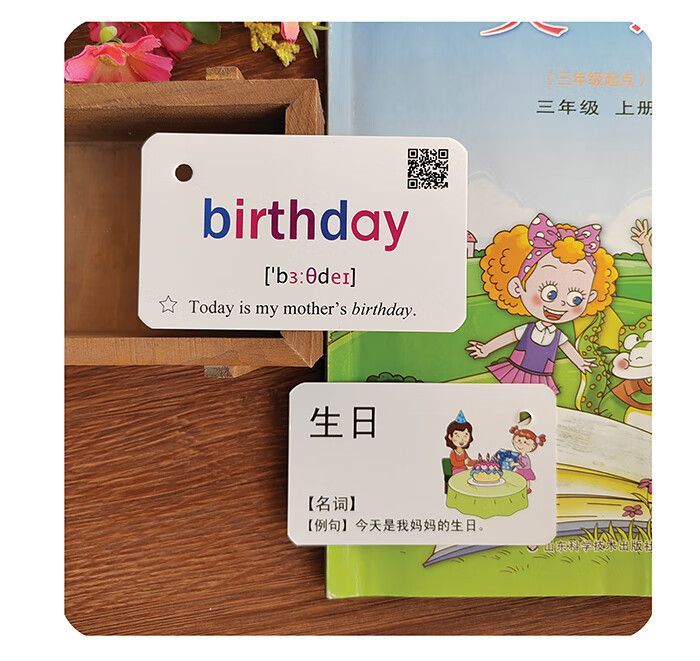 （三年级起点）
三年级 上册
birthday
['bɜ:θdeɪ]
☆ Today is my mother's birthday.
生日
【名词】
【例句】今天是我妈妈的生日。
山东科学技术出版社